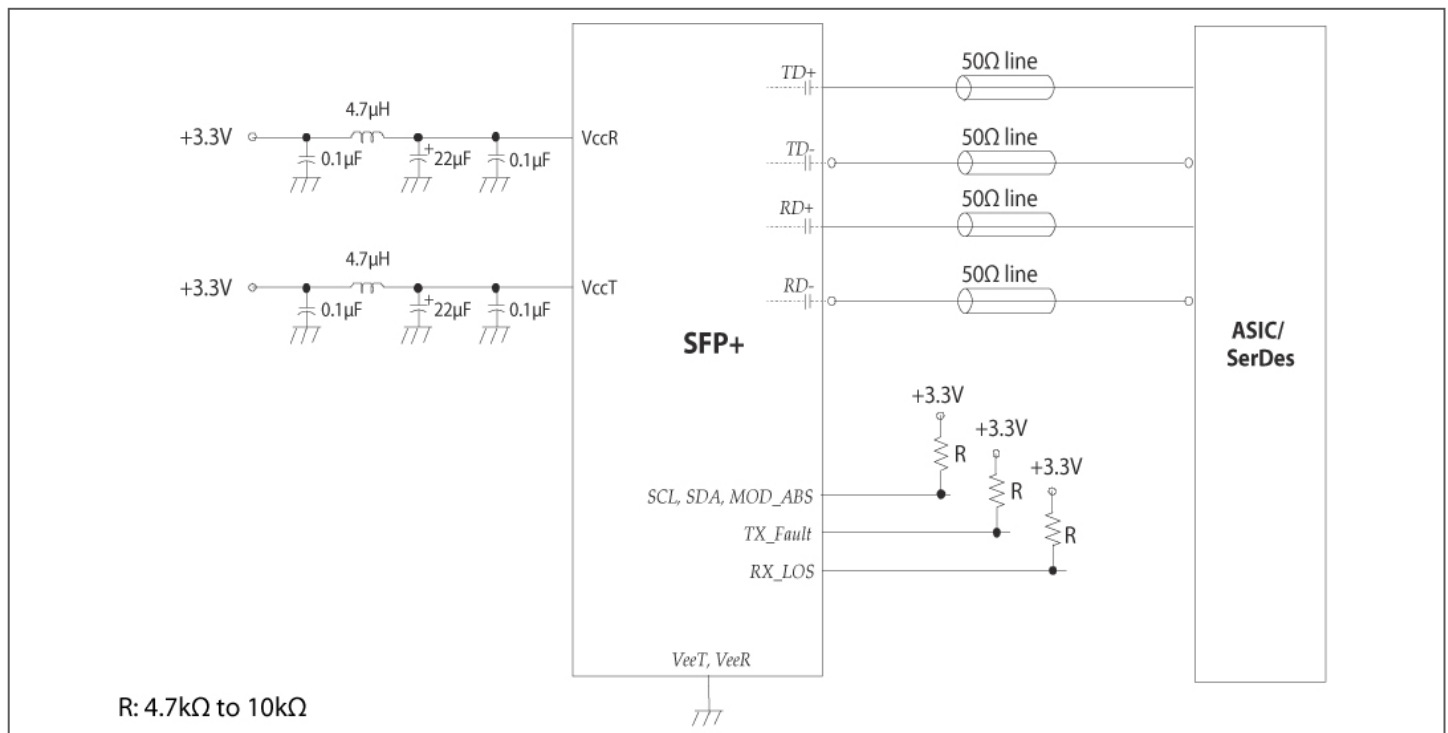 TD+
50Ω line
4.7μH
+3.3V
VccR
0.1μF
+
22μF
0.1μF
TD-
50Ω line
RD+
50Ω line
4.7μH
+3.3V
VccT
0.1μF
+
22μF
0.1μF
RD-
50Ω line
SFP+
ASIC/
SerDes
+3.3V
R
+3.3V
R
+3.3V
R
SCL, SDA, MOD_ABS
TX_Fault
RX_LOS
VeeT, VeeR
R: 4.7kΩ to 10kΩ